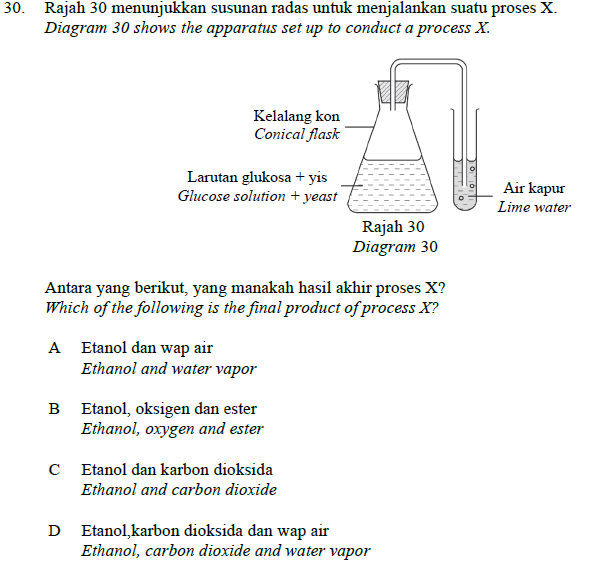 30. Rajah 30 menunjukkan susunan radas untuk menjalankan suatu proses X.
Diagram 30 shows the apparatus set up to conduct a process X.
Kelalang kon
Conical flask
Larutan glukosa + yis
Glucose solution + yeast
Air kapur
Lime water
Rajah 30
Diagram 30
Antara yang berikut, yang manakah hasil akhir proses X?
Which of the following is the final product of process X?
A Etanol dan wap air
Ethanol and water vapor
B Etanol, oksigen dan ester
Ethanol, oxygen and ester
C Etanol dan karbon dioksida
Ethanol and carbon dioxide
D Etanol,karbon dioksida dan wap air
Ethanol, carbon dioxide and water vapor